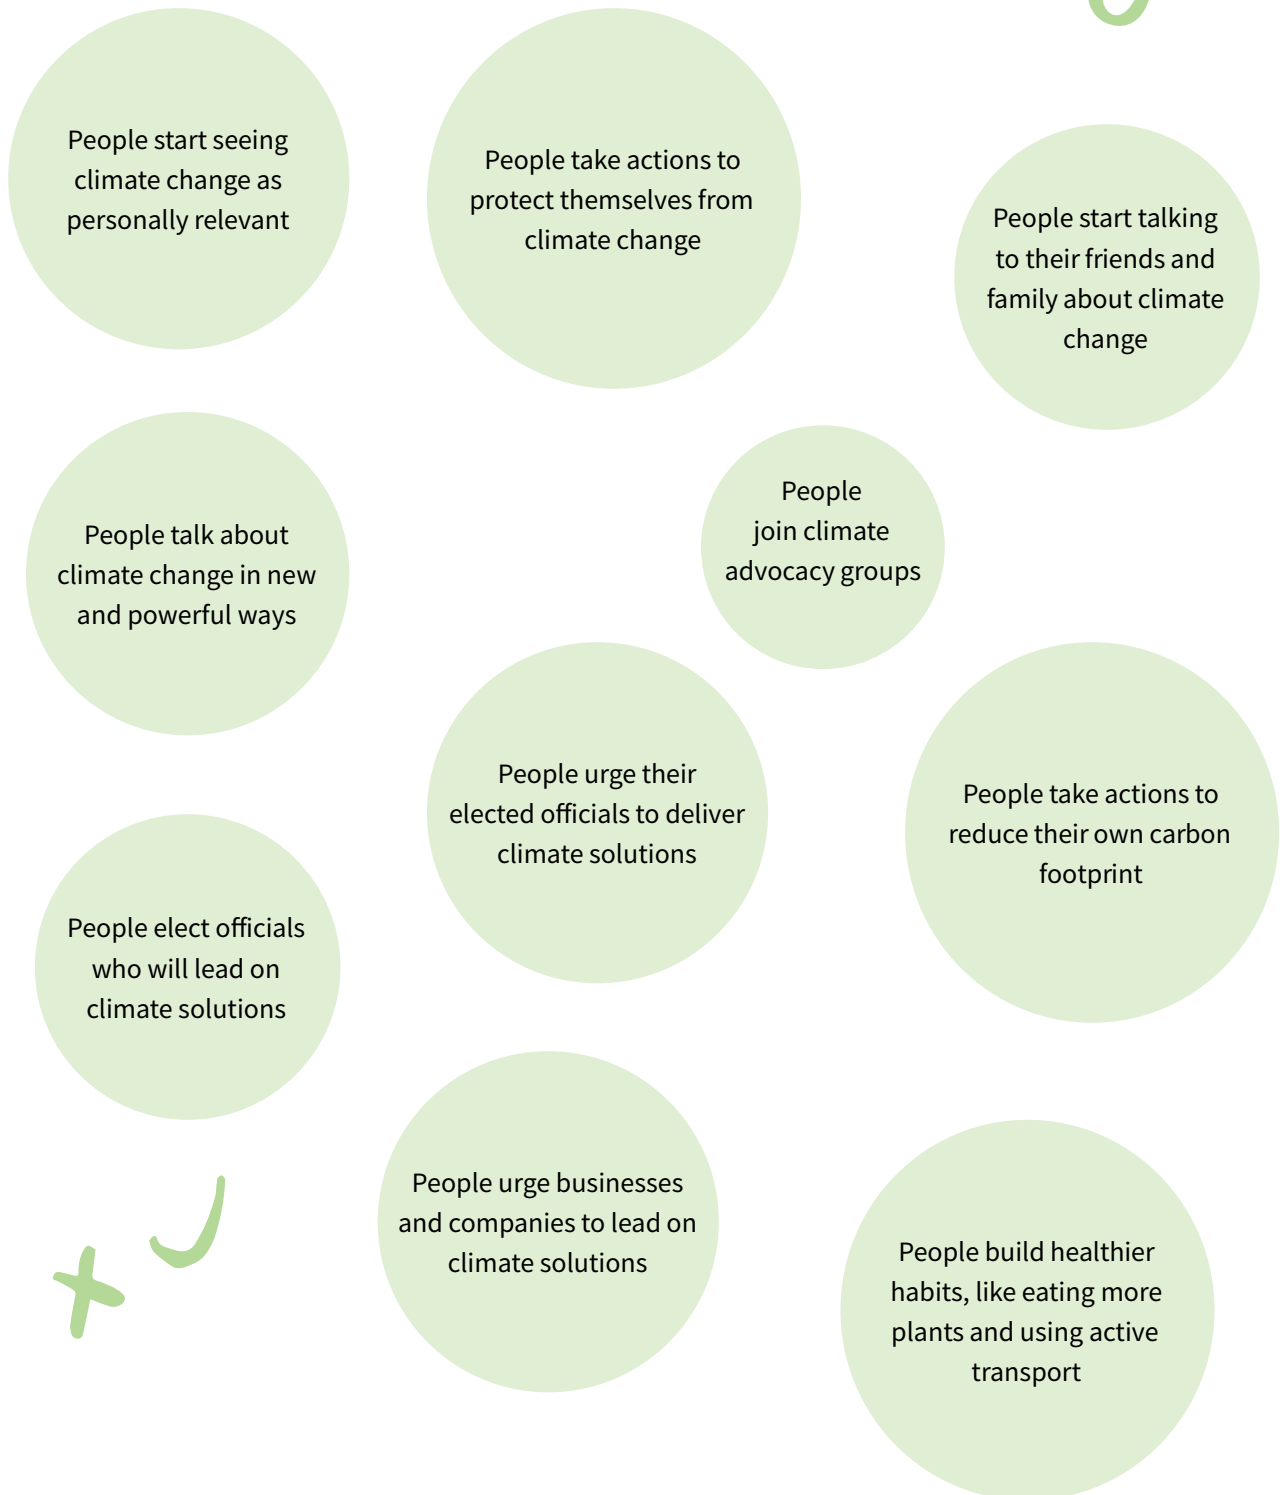 People start seeing
climate change as
personally relevant
People take actions to
protect themselves from
climate change
People start talking
to their friends and
family about climate
change
People talk about
climate change in new
and powerful ways
People
join climate
advocacy groups
People urge their
elected officials to deliver
climate solutions
People take actions to
reduce their own carbon
footprint
People elect officials
who will lead on
climate solutions
People urge businesses
and companies to lead on
climate solutions
People build healthier
habits, like eating more
plants and using active
transport